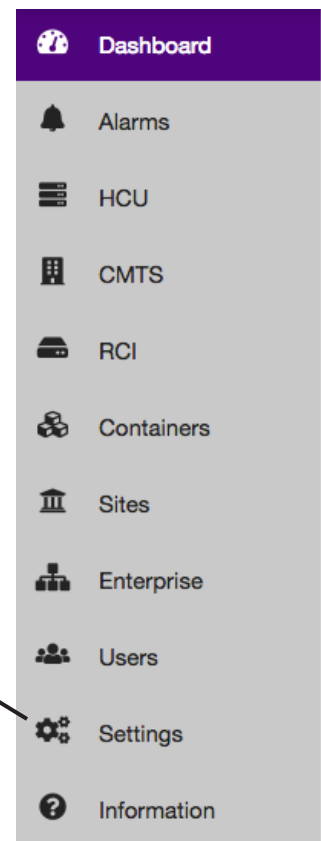 Dashboard
Alarms
HCU
CMTS
RCI
Containers
Sites
Enterprise
Users
Settings
Information